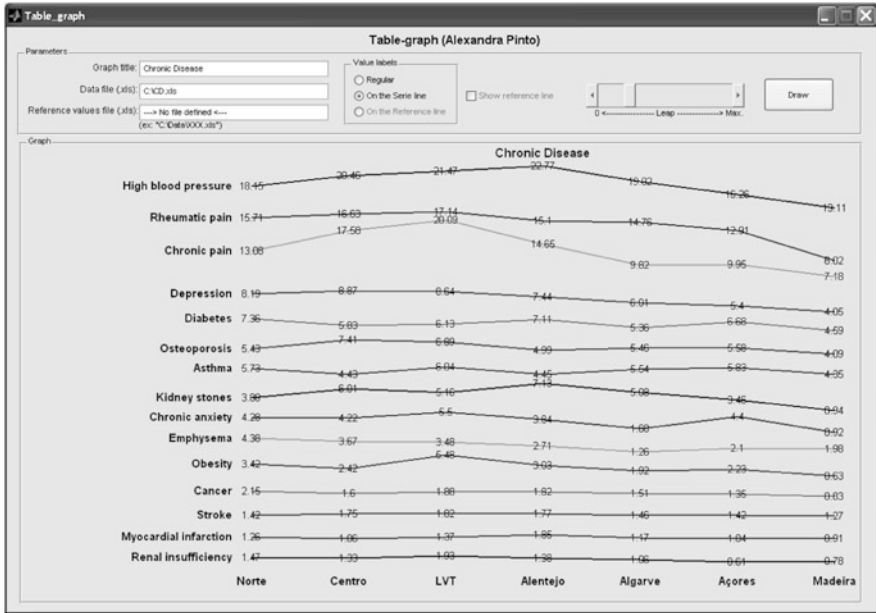 Table_graph
Table-graph (Alexandra Pinto)
Parameters
Graph title: Chronic Disease
Data file (.xls): C:\CD.xls
Reference values file (.xls): ---> No file defined <---
(ex: "C:\Data\XXX.xls")
Value labels
Regular
On the Serie line
On the Reference line
Show reference line
0 <---------------- Leap ----------------> Max.
Draw
Graph
Chronic Disease
High blood pressure 18.45 20.46 21.47 22.77 19.02 16.26 13.11
Rheumatic pain 15.71 16.63 17.14 15.1 14.76 12.91 8.02
Chronic pain 13.08 17.58 20.09 14.65 9.82 9.95 7.18
Depression 8.19 8.87 8.64 7.44 6.01 5.4 4.05
Diabetes 7.36 5.83 6.13 7.11 5.36 6.68 4.59
Osteoporosis 5.43 7.41 6.89 4.99 5.46 5.58 4.09
Asthma 5.73 4.43 6.04 4.45 5.54 5.83 4.35
Kidney stones 3.88 6.01 5.16 7.13 5.08 3.46 0.94
Chronic anxiety 4.28 4.22 5.5 3.84 1.68 4.4 0.92
Emphysema 4.38 3.67 3.48 2.71 1.26 2.1 1.98
Obesity 3.42 2.42 5.48 3.03 1.92 2.23 0.63
Cancer 2.15 1.6 1.88 1.82 1.51 1.35 0.83
Stroke 1.42 1.75 1.82 1.77 1.46 1.42 1.27
Myocardial infarction 1.26 1.06 1.37 1.85 1.17 1.04 0.91
Renal insufficiency 1.47 1.33 1.93 1.38 1.06 0.61 0.78
Norte Centro LVT Alentejo Algarve Açores Madeira